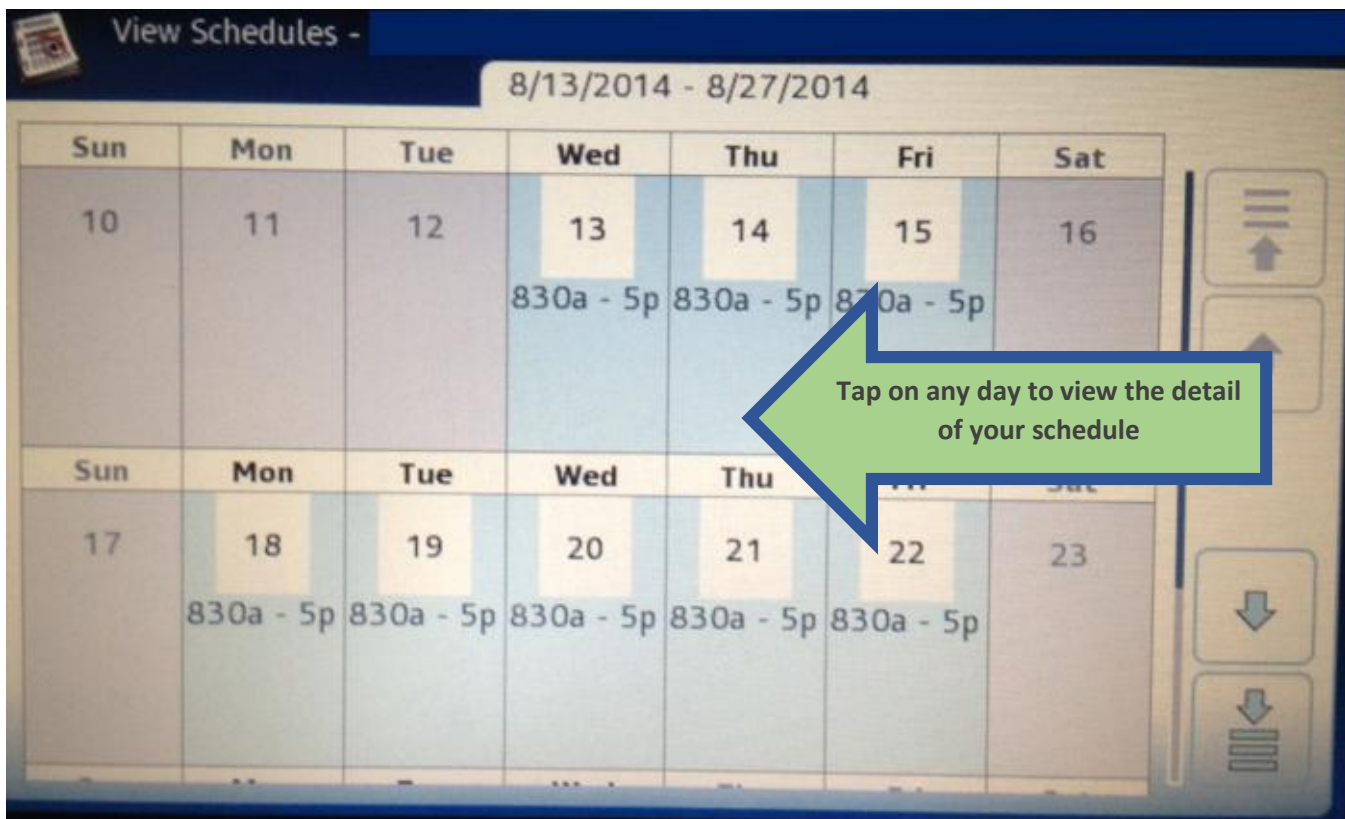 View Schedules -
8/13/2014 - 8/27/2014
Sun Mon Tue Wed Thu Fri Sat
10 11 12 13 14 15 16
830a - 5p 830a - 5p 830a - 5p
Tap on any day to view the detail
of your schedule
Sun Mon Tue Wed Thu Fri Sat
17 18 19 20 21 22 23
830a - 5p 830a - 5p 830a - 5p 830a - 5p 830a - 5p